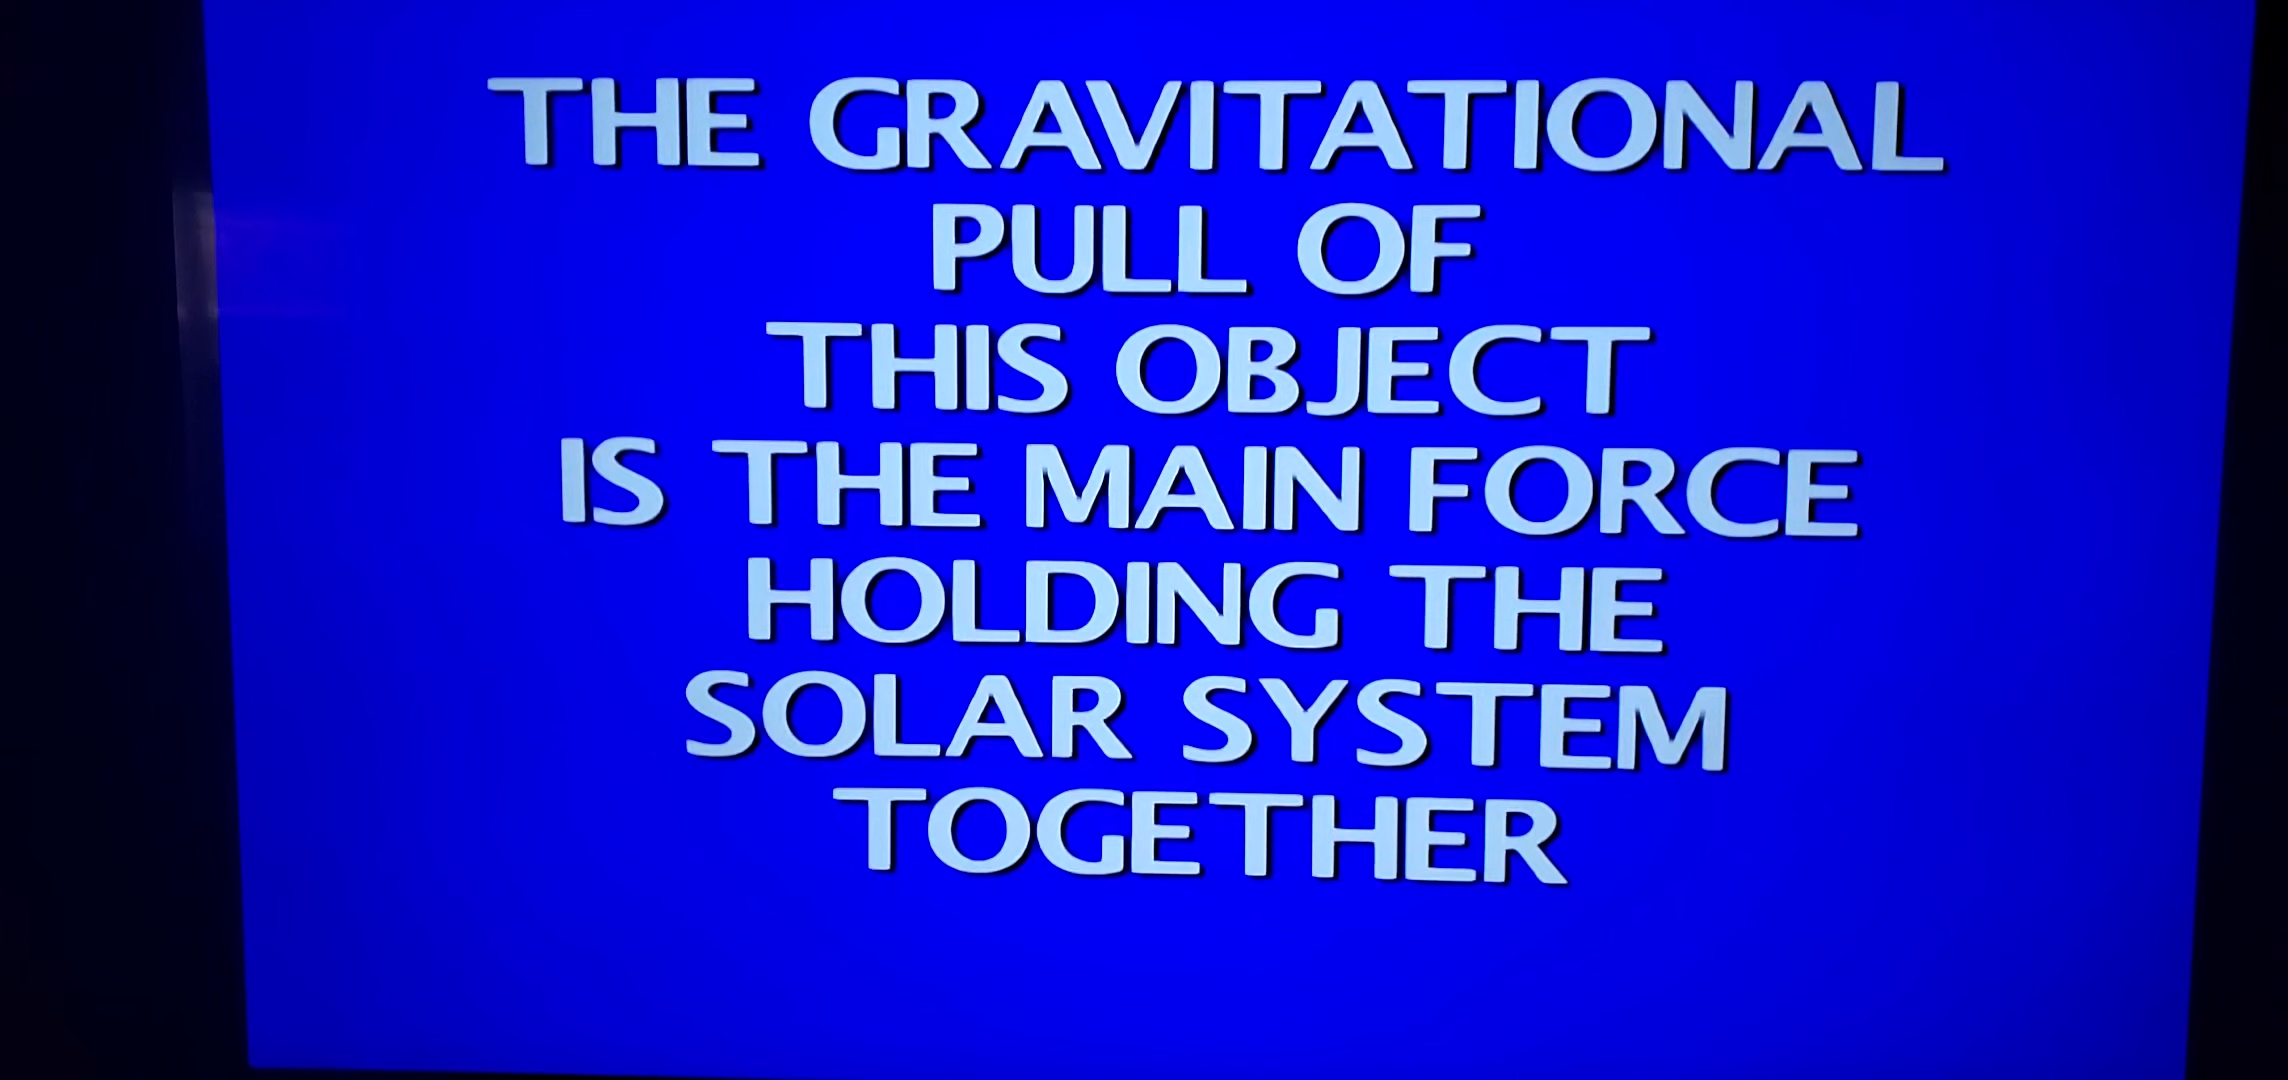 THE GRAVITATIONAL
PULL OF
THIS OBJECT
IS THE MAIN FORCE
HOLDING THE
SOLAR SYSTEM
TOGETHER